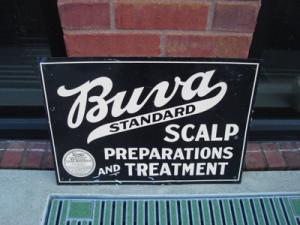 Buva
STANDARD
SCALP
PREPARATIONS
AND TREATMENT